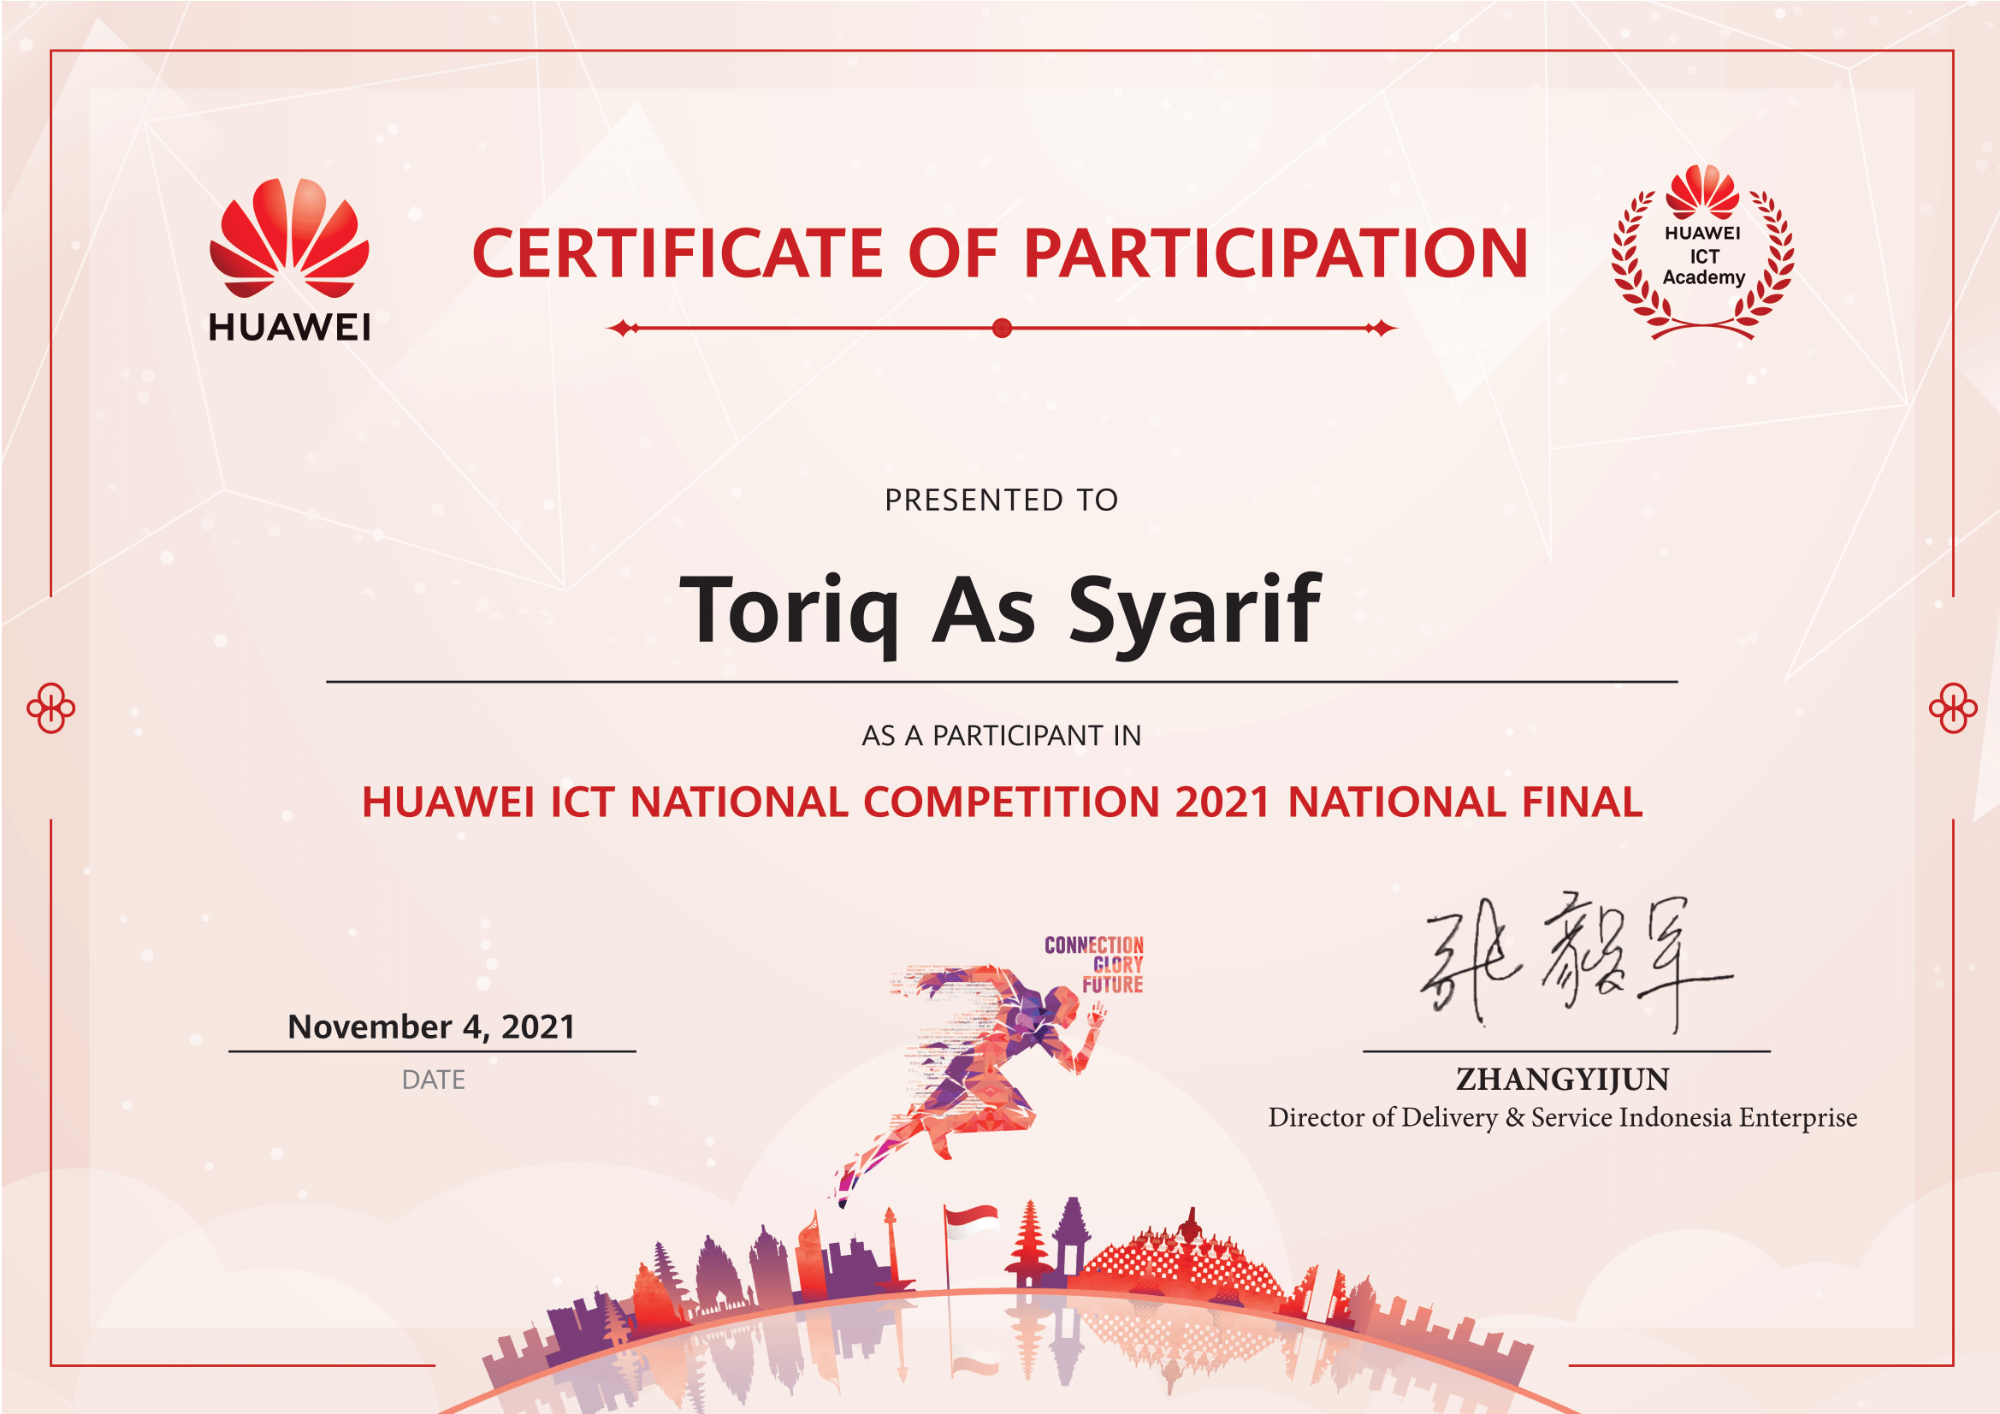 HUAWEI
CERTIFICATE OF PARTICIPATION
HUAWEI
ICT
Academy
PRESENTED TO
Toriq As Syarif
AS A PARTICIPANT IN
HUAWEI ICT NATIONAL COMPETITION 2021 NATIONAL FINAL
CONNECTION
GLORY
FUTURE
November 4, 2021
DATE
张毅军
ZHANGYIJUN
Director of Delivery & Service Indonesia Enterprise